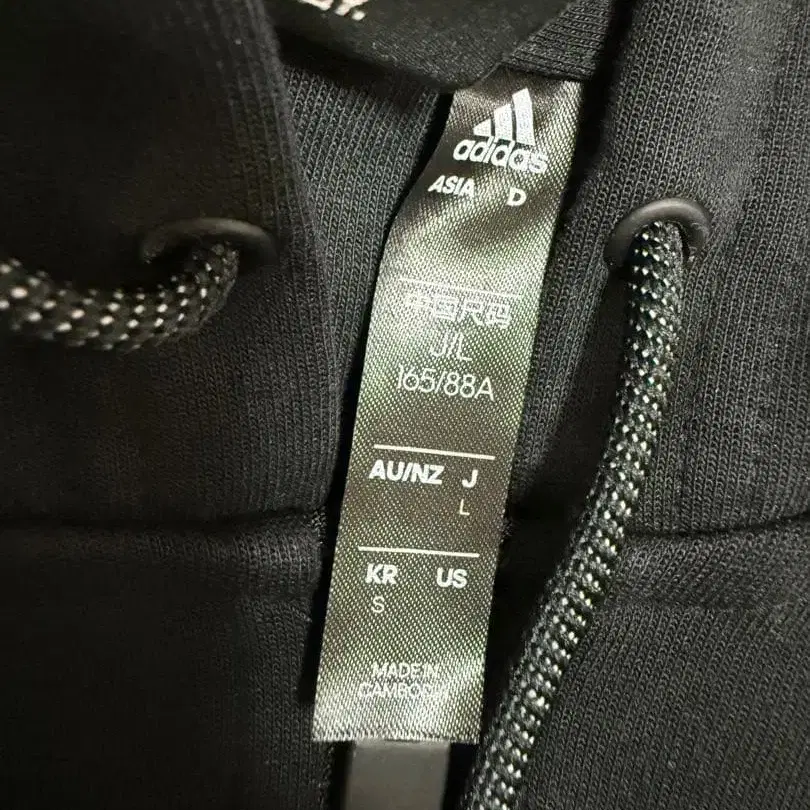 adidas
ASIA D
中国尺码
J/L
165/88A
AU/NZ J
L
KR US
S
MADE IN
CAMBODIA